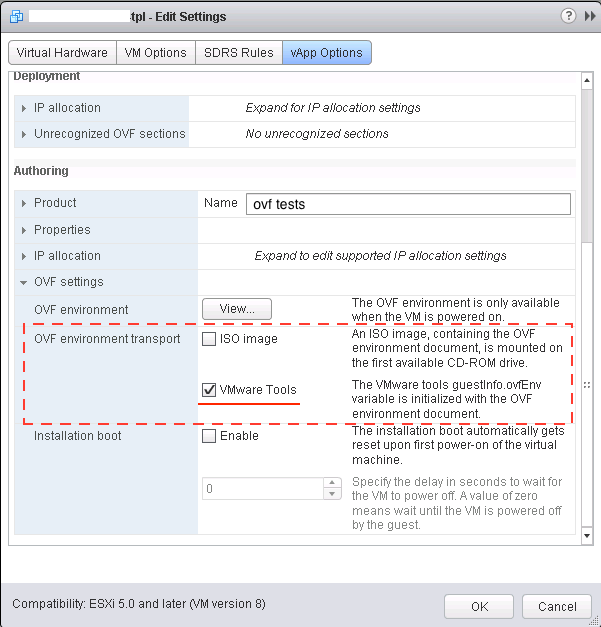 .tpl - Edit Settings ?
Virtual Hardware VM Options SDRS Rules vApp Options
Deployment
IP allocation Expand for IP allocation settings
Unrecognized OVF sections No unrecognized sections
Authoring
Product Name ovf tests
Properties
IP allocation Expand to edit supported IP allocation settings
OVF settings
OVF environment View... The OVF environment is only available
when the VM is powered on.
OVF environment transport ISO image An ISO image, containing the OVF
environment document, is mounted on
the first available CD-ROM drive.
VMware Tools The VMware tools guestInfo.ovfEnv
variable is initialized with the OVF
environment document.
Installation boot Enable The installation boot automatically gets
reset upon first power-on of the virtual
machine.
0 Specify the delay in seconds to wait for
the VM to power off. A value of zero
means wait until the VM is powered off
by the guest.
Compatibility: ESXi 5.0 and later (VM version 8) OK Cancel